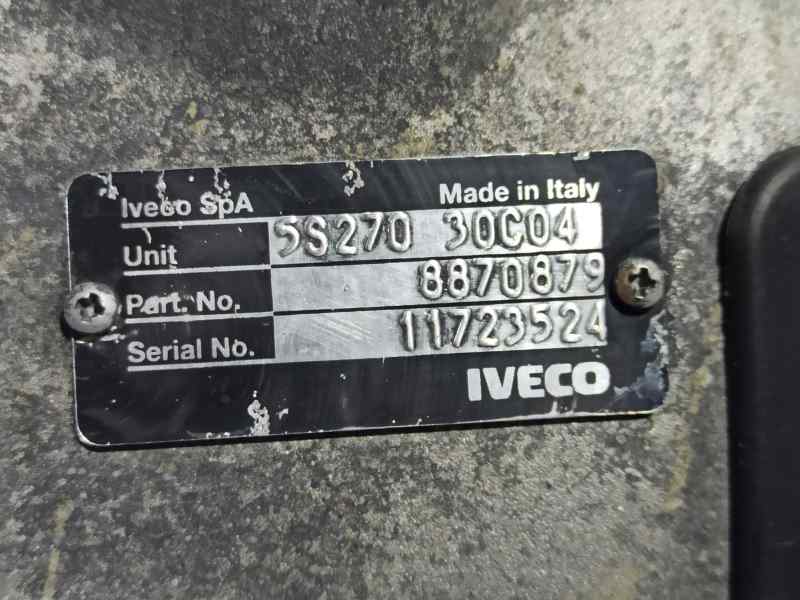 Iveco SpA Made in Italy
Unit 5S270 30C04
Part. No. 8870879
Serial No. 11723524
IVECO